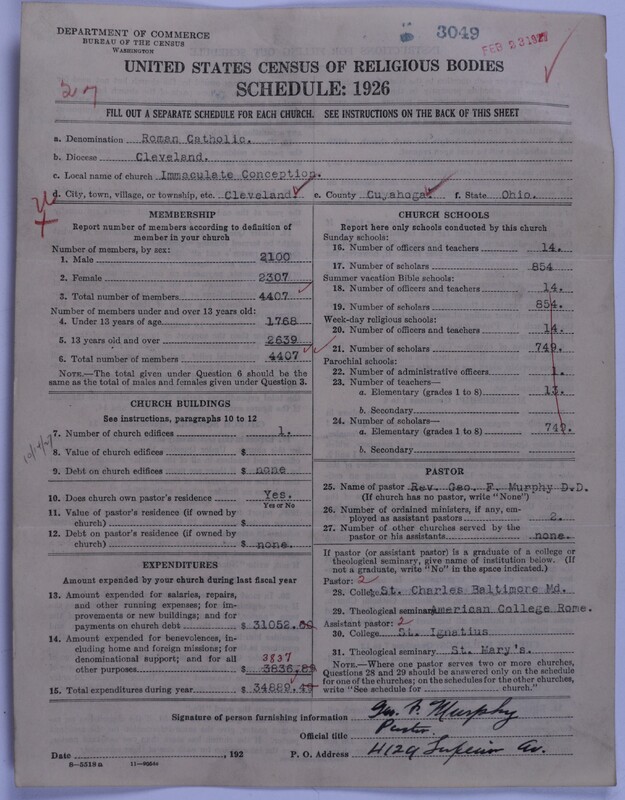 DEPARTMENT OF COMMERCE
BUREAU OF THE CENSUS
WASHINGTON
3049
FEB 23 192
UNITED STATES CENSUS OF RELIGIOUS BODIES
SCHEDULE: 1926
FILL OUT A SEPARATE SCHEDULE FOR EACH CHURCH. SEE INSTRUCTIONS ON THE BACK OF THIS SHEET
a. Denomination Roman Catholic.
b. Diocese Cleveland.
c. Local name of church Immaculate Conception.
d. City, town, village, or township, etc. Cleveland. e. County Cuyahoga. f. State Ohio.
MEMBERSHIP
Report number of members according to definition of
member in your church
Number of members, by sex:
1. Male 2100
2. Female 2307
3. Total number of members 4407
Number of members under and over 13 years old:
4. Under 13 years of age 1768
5. 13 years old and over 2639
6. Total number of members 4407
NOTE.—The total given under Question 6 should be
same as the total of males and females given under Question 3.
CHURCH BUILDINGS
See instructions, paragraphs 10 to 12
7. Number of church edifices 1.
8. Value of church edifices $
9. Debt on church edifices $ none
10. Does church own pastor's residence Yes.
Yes or No
11. Value of pastor's residence (if owned by
church) $
12. Debt on pastor's residence (if owned by
church) $ none.
EXPENDITURES
Amount expended by your church during last fiscal year
13. Amount expended for salaries, repairs,
and other running expenses; for im-
provements or new buildings; and for
payments on church debt $ 31052.60
14. Amount expended for benevolences, in-
cluding home and foreign missions; for
denominational support; and for all 3837
other purposes $ 3836.89
15. Total expenditures during year $ 34889.49
CHURCH SCHOOLS
Report here only schools conducted by this church
Sunday schools:
16. Number of officers and teachers 14.
17. Number of scholars 854
Summer vacation Bible schools:
18. Number of officers and teachers 14.
19. Number of scholars 854.
Week-day religious schools:
20. Number of officers and teachers 14.
21. Number of scholars 749.
Parochial schools:
22. Number of administrative officers 1.
23. Number of teachers—
a. Elementary (grades 1 to 8) 13.
b. Secondary
24. Number of scholars—
a. Elementary (grades 1 to 8) 749.
b. Secondary
PASTOR
25. Name of pastor Rev. Geo. F. Murphy D.D.
(If church has no pastor, write "None")
26. Number of ordained ministers, if any, em-
ployed as assistant pastors 2.
27. Number of other churches served by the
pastor or his assistants none.
If pastor (or assistant pastor) is a graduate of a college or
theological seminary, give name of institution below. (If
not a graduate, write "No" in the space indicated.)
Pastor: 2
28. College St. Charles Baltimore Md.
29. Theological seminary American College Rome.
Assistant pastor: 2
30. College St. Ignatius
31. Theological seminary St. Mary's.
NOTE.—Where one pastor serves two or more churches,
Questions 28 and 29 should be answered only on the schedule
for one of the churches; on the schedules for the other churches,
write "See schedule for church."
Signature of person furnishing information Geo. F. Murphy
Official title Pastor.
Date , 192 P. O. Address 4129 Superior Av.
8—5518a 11—9064a